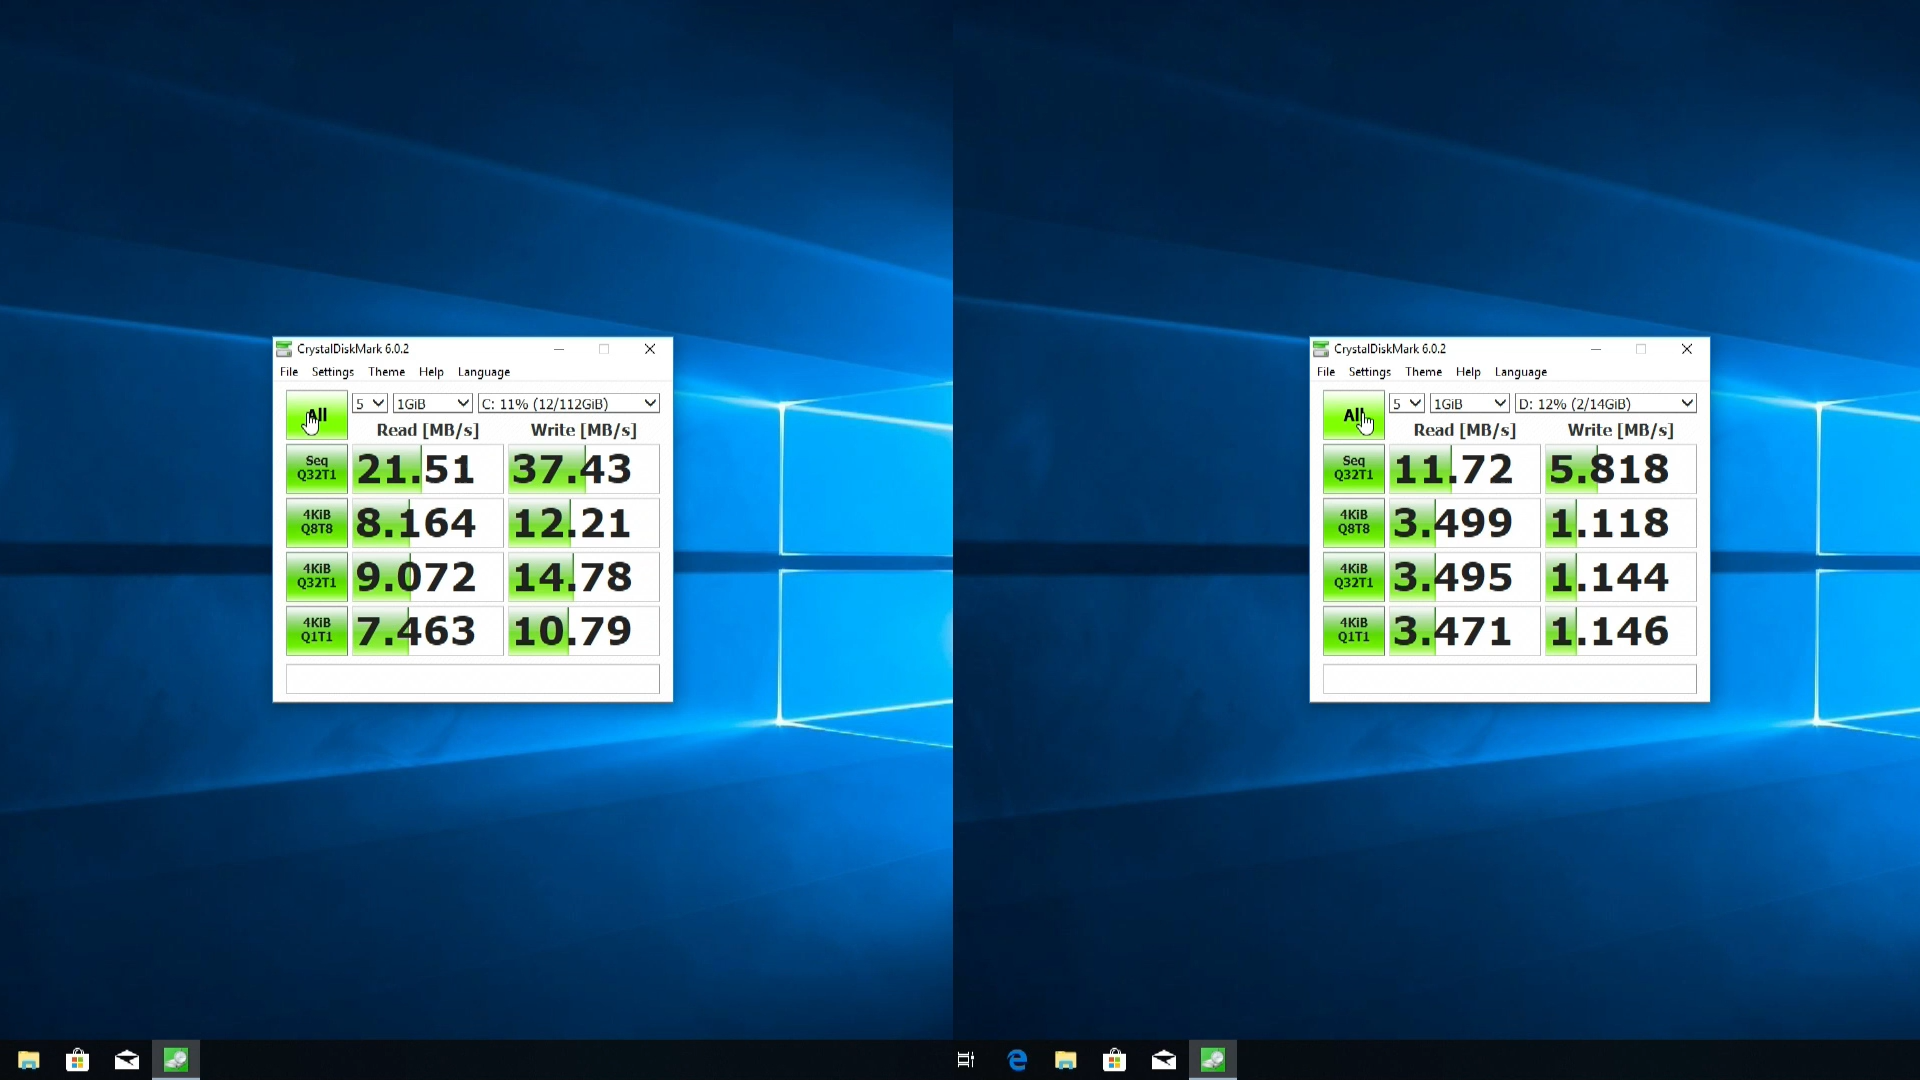 CrystalDiskMark 6.0.2
File Settings Theme Help Language
All 5 1GiB C: 11% (12/112GiB)
Read [MB/s] Write [MB/s]
Seq
Q32T1
21.51 37.43
4KiB
Q8T8
8.164 12.21
4KiB
Q32T1
9.072 14.78
4KiB
Q1T1
7.463 10.79
CrystalDiskMark 6.0.2
File Settings Theme Help Language
All 5 1GiB D: 12% (2/14GiB)
Read [MB/s] Write [MB/s]
Seq
Q32T1
11.72 5.818
4KiB
Q8T8
3.499 1.118
4KiB
Q32T1
3.495 1.144
4KiB
Q1T1
3.471 1.146